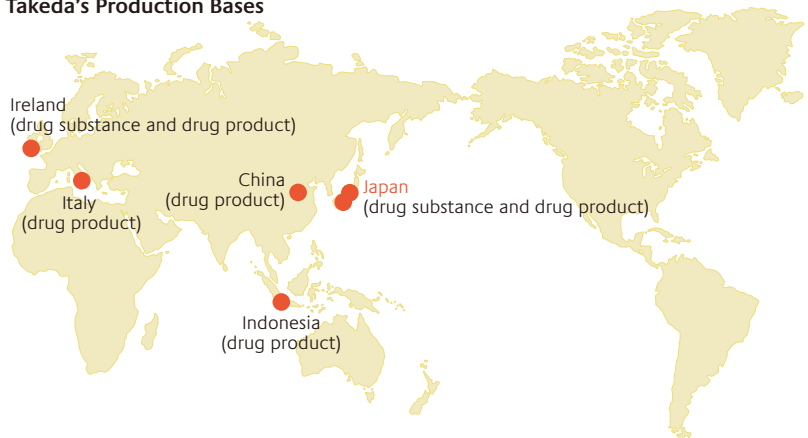 Takeda's Production Bases
Ireland
(drug substance and drug product)
Italy
(drug product)
China
(drug product)
Japan
(drug substance and drug product)
Indonesia
(drug product)